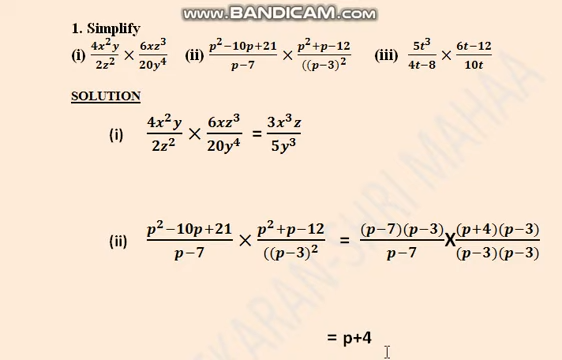 www.BANDICAM.com
1. Simplify
(i) 4x²y/2z² × 6xz³/20y⁴ (ii) p²−10p+21/p−7 × p²+p−12/((p−3)² (iii) 5t³/4t−8 × 6t−12/10t
SOLUTION
(i) 4x²y/2z² × 6xz³/20y⁴ = 3x³z/5y³
(ii) p²−10p+21/p−7 × p²+p−12/((p−3)² = (p−7)(p−3)/p−7 X (p+4)(p−3)/(p−3)(p−3)
= p+4